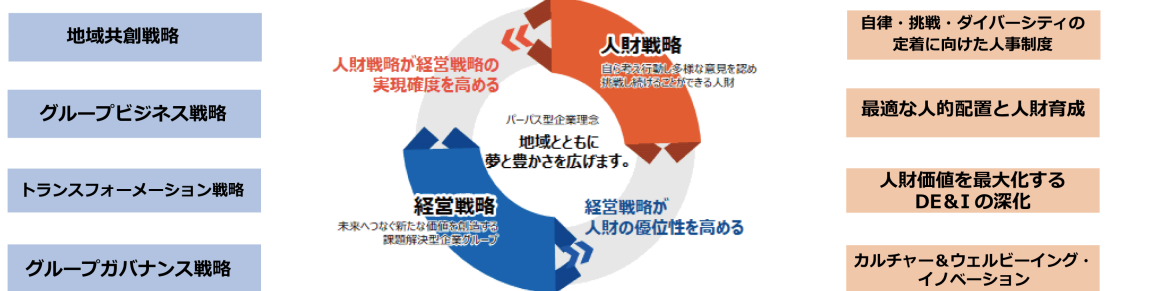 地域共創戦略
グループビジネス戦略
トランスフォーメーション戦略
グループガバナンス戦略
人財戦略が経営戦略の
実現確度を高める
人財戦略
自ら考え行動し多様な意見を認め
挑戦し続けることができる人財
パーパス型企業理念
地域とともに
夢と豊かさを広げます。
経営戦略
未来へつなぐ新たな価値を創造する
課題解決型企業グループ
経営戦略が
人財の優位性を高める
自律・挑戦・ダイバーシティの
定着に向けた人事制度
最適な人的配置と人財育成
人財価値を最大化する
DE＆Iの深化
カルチャー＆ウェルビーイング・
イノベーション